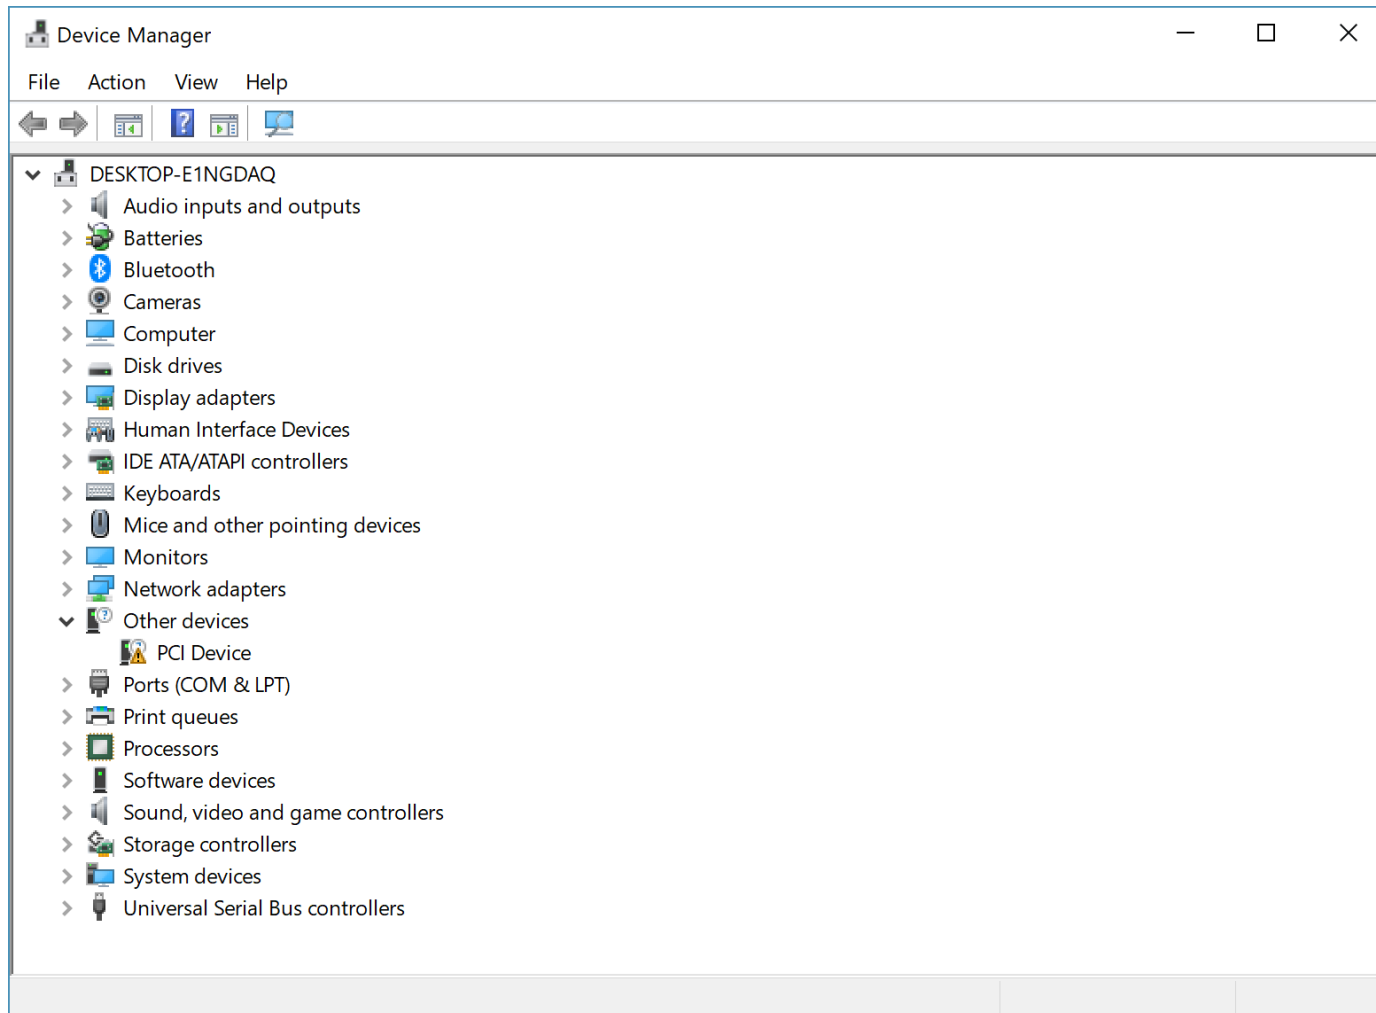 Device Manager
File Action View Help
DESKTOP-E1NGDAQ
Audio inputs and outputs
Batteries
Bluetooth
Cameras
Computer
Disk drives
Display adapters
Human Interface Devices
IDE ATA/ATAPI controllers
Keyboards
Mice and other pointing devices
Monitors
Network adapters
Other devices
PCI Device
Ports (COM & LPT)
Print queues
Processors
Software devices
Sound, video and game controllers
Storage controllers
System devices
Universal Serial Bus controllers